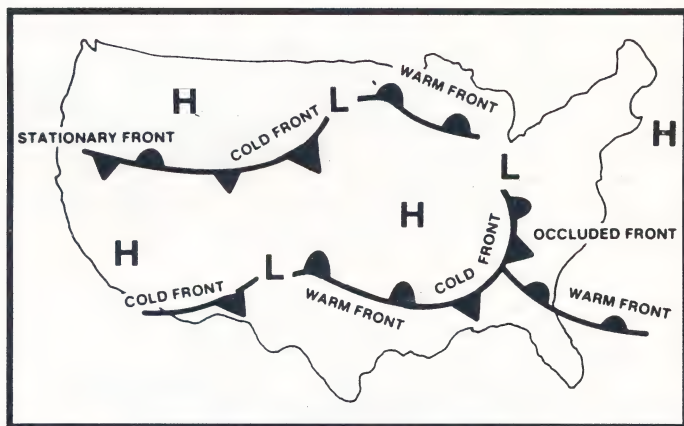 WARM FRONT
H
L
COLD FRONT
STATIONARY FRONT
H
L
H
H
COLD FRONT
OCCLUDED FRONT
L
COLD FRONT
WARM FRONT
WARM FRONT